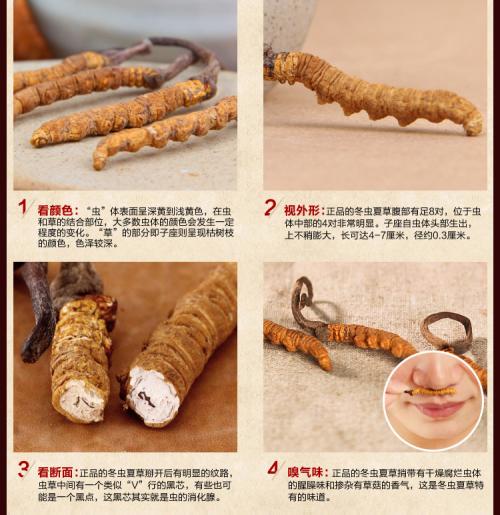 1 看颜色：“虫”体表面呈深黄到浅黄色，在虫
和草的结合部位，大多数虫体的颜色会发生一定
程度的变化。“草”的部分即子座则呈枯树枝
的颜色，色泽较深。
2 视外形：正品的冬虫夏草腹部有足8对，位于虫
体中部的4对非常明显。子座自虫体头部生出，
上不稍膨大，长可达4-7厘米，径约0.3厘米。
3 看断面：正品的冬虫夏草掰开后有明显的纹路，
虫草中间有一个类似“V”行的黑芯，有些也可
能是一个黑点，这黑芯其实就是虫的消化腺。
4 嗅气味：正品的冬虫夏草捎带有干燥腐烂虫体
的腥臊味和掺杂有草菇的香气，这是冬虫夏草特
有的味道。